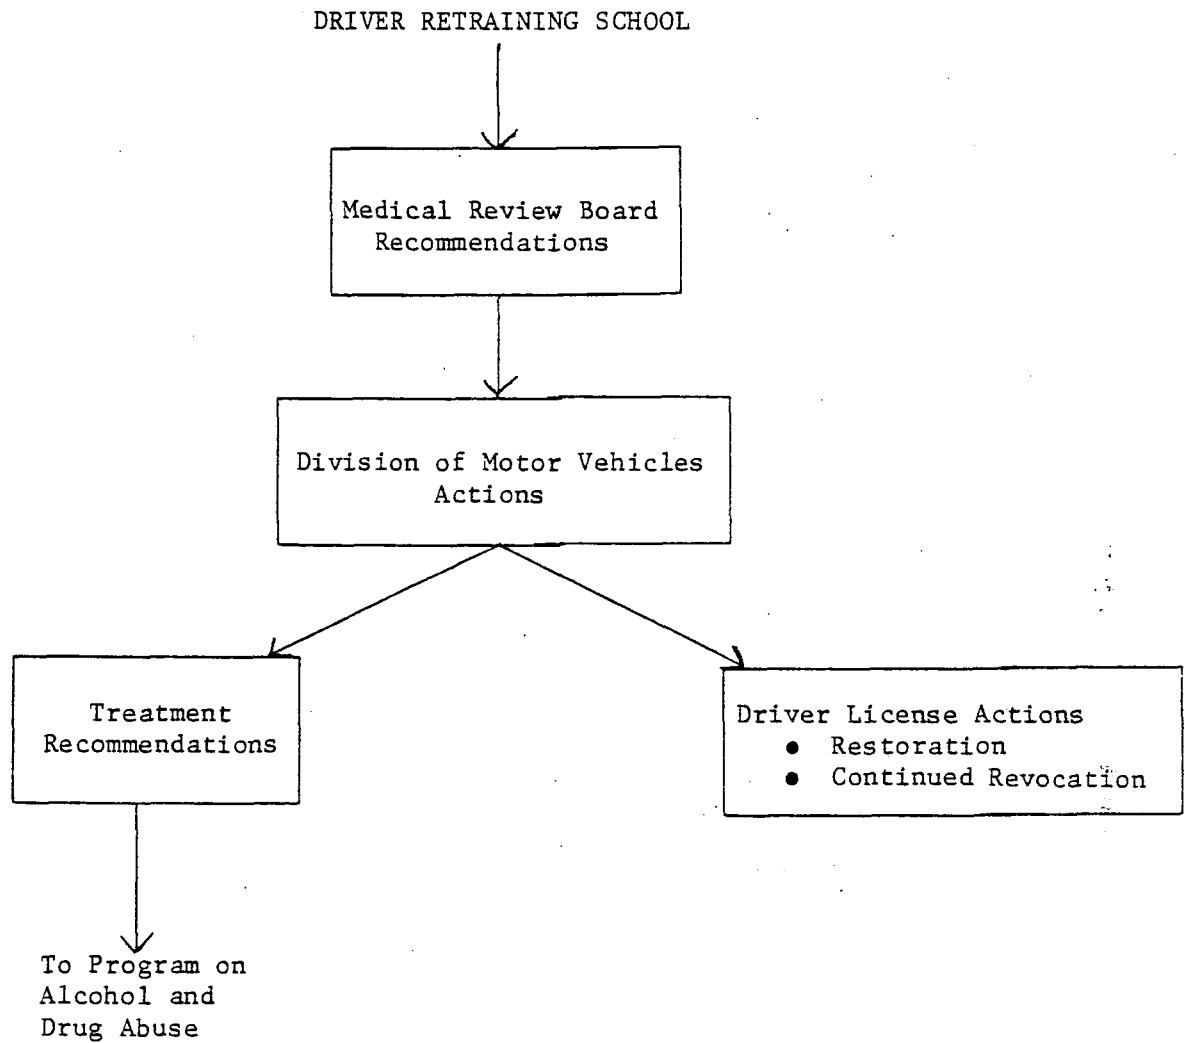 DRIVER RETRAINING SCHOOL
Medical Review Board
Recommendations
Division of Motor Vehicles
Actions
Treatment
Recommendations
Driver License Actions
● Restoration
● Continued Revocation
To Program on
Alcohol and
Drug Abuse